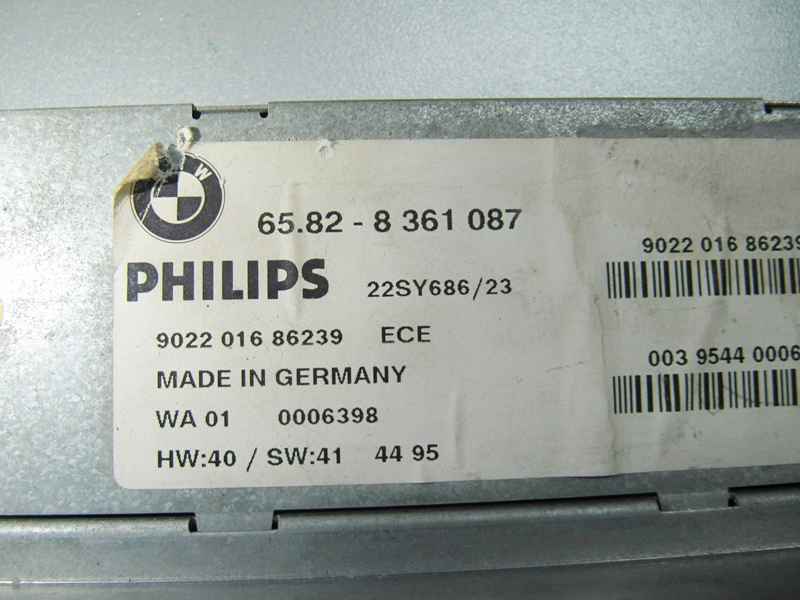 W
65.82 - 8 361 087
PHILIPS 22SY686/23
9022 016 86239 ECE
MADE IN GERMANY
WA 01 0006398
HW:40 / SW:41 44 95
9022 016 86239
003 9544 0006